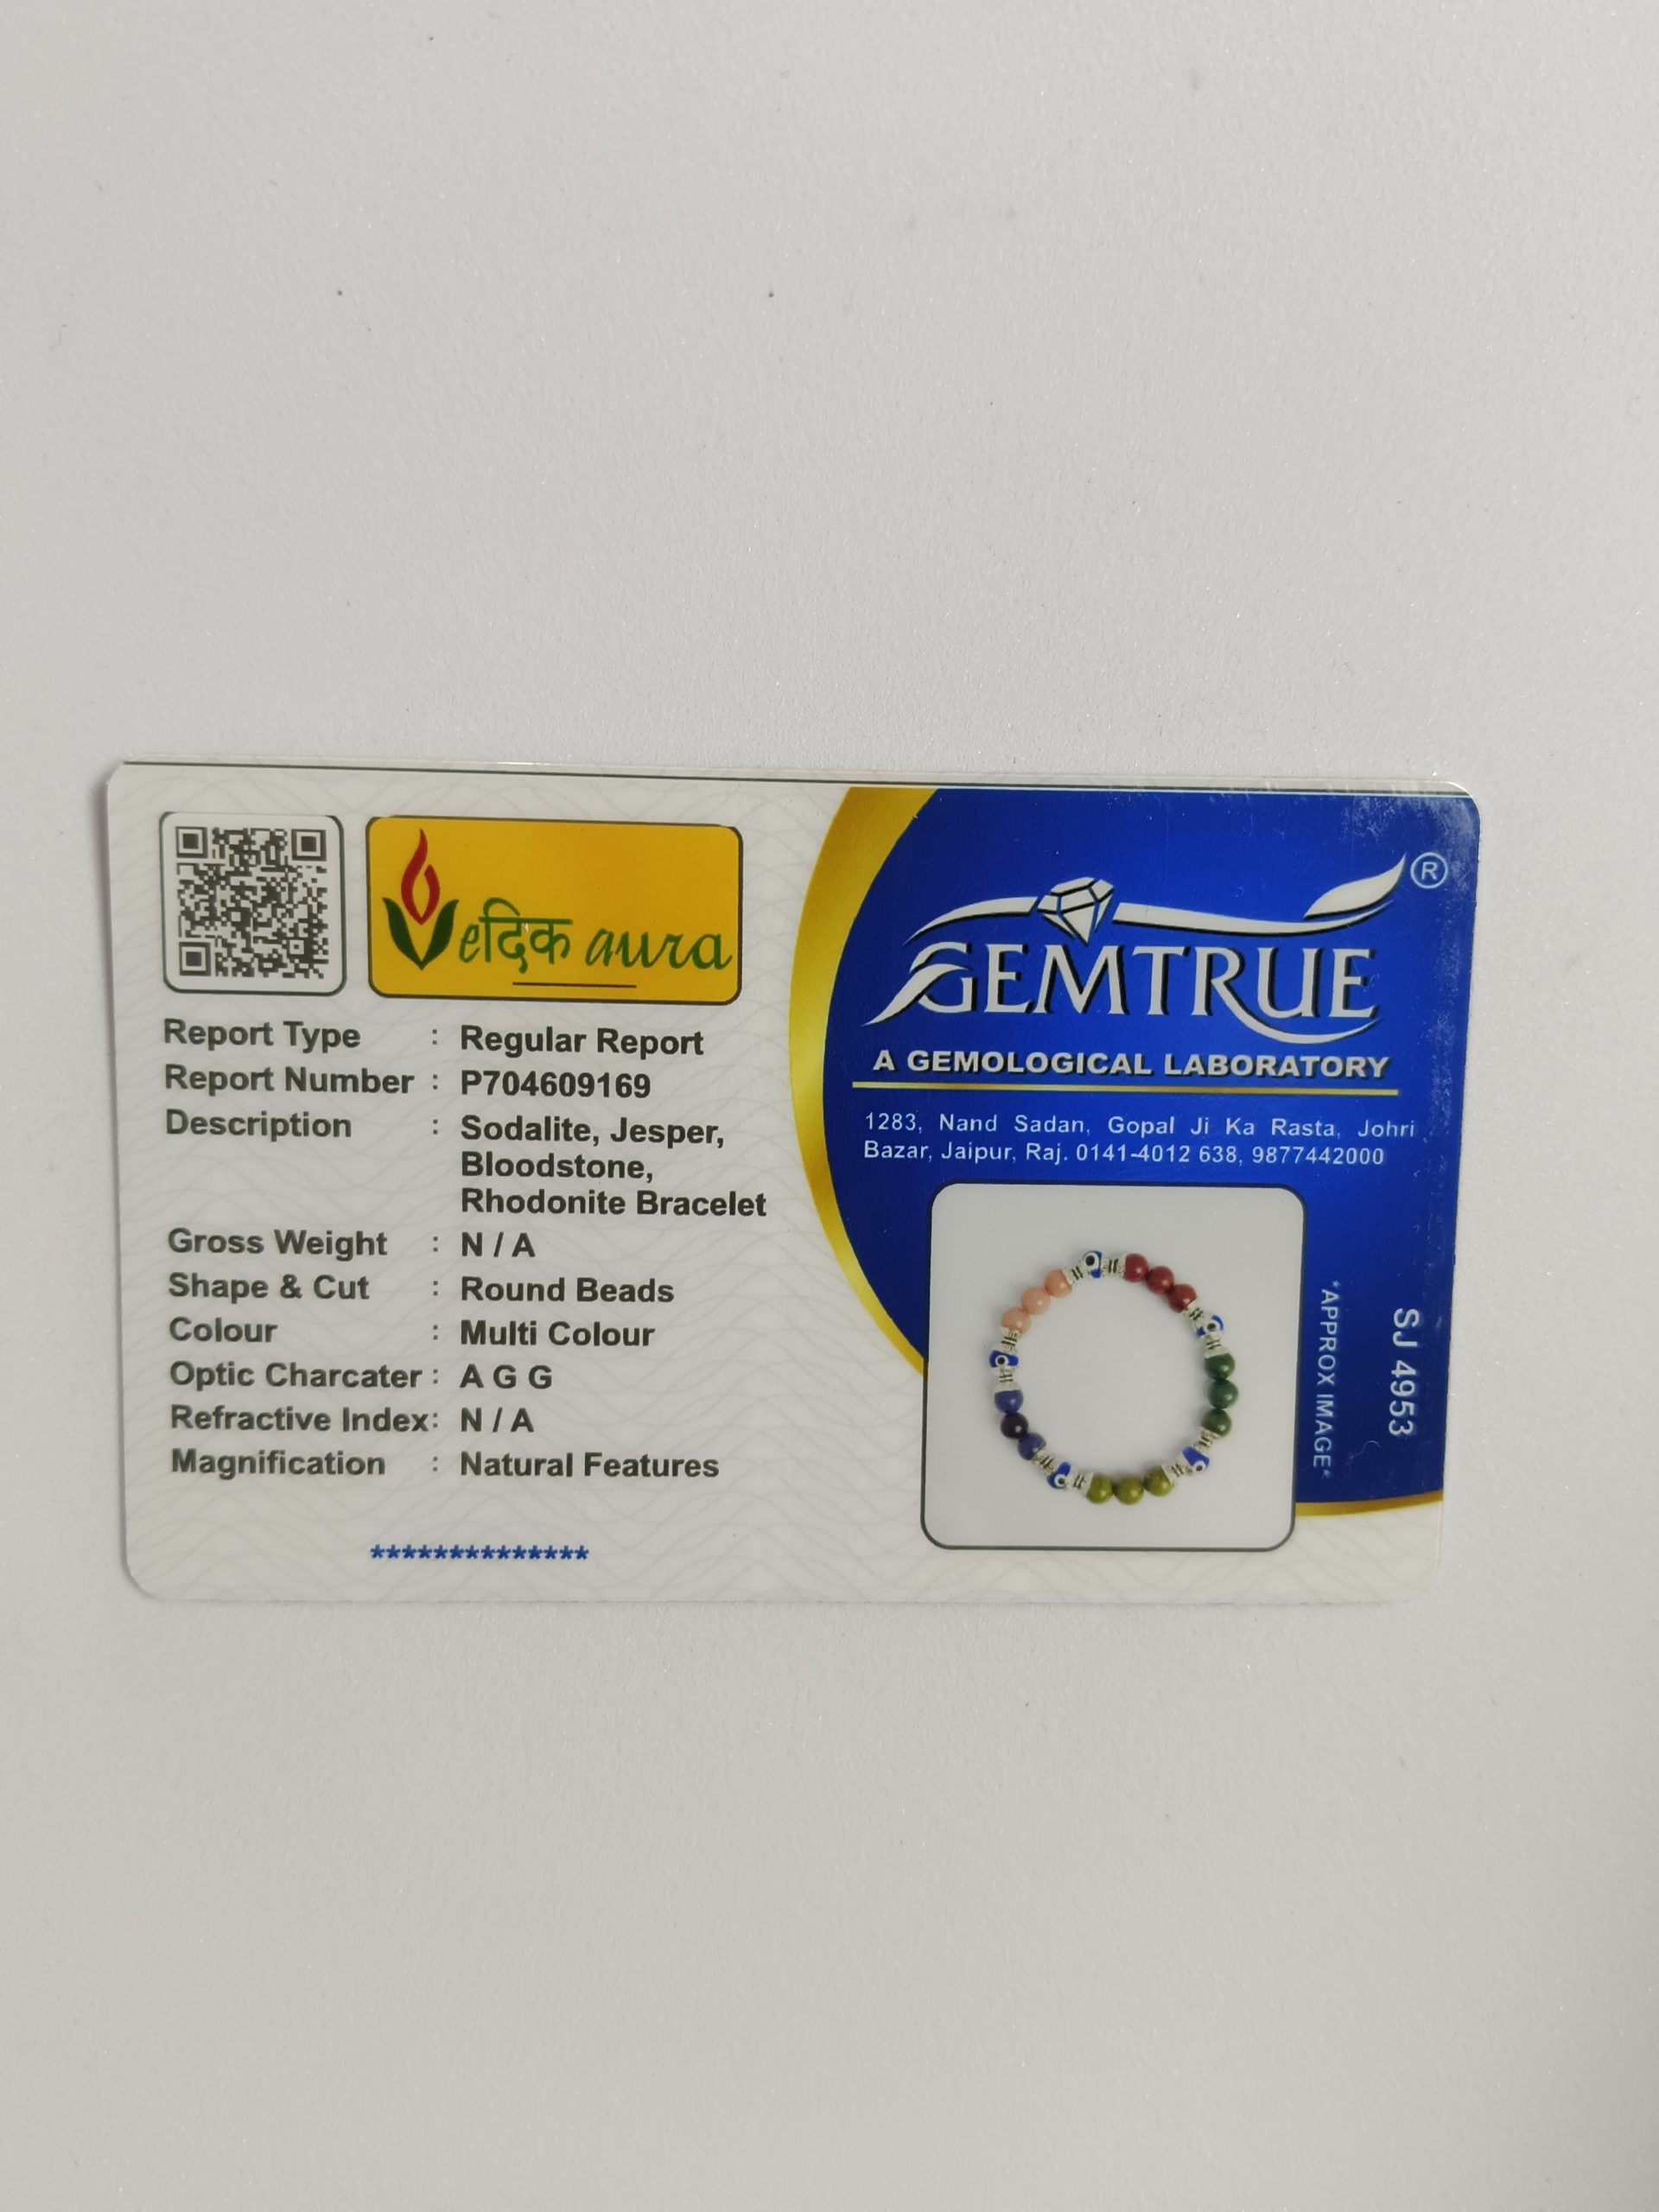 Veदिक aura
Report Type : Regular Report
Report Number : P704609169
Description : Sodalite, Jesper,
Bloodstone,
Rhodonite Bracelet
Gross Weight : N / A
Shape & Cut : Round Beads
Colour : Multi Colour
Optic Charcater : A G G
Refractive Index: N / A
Magnification : Natural Features
**************
GEMTRUE ®
A GEMOLOGICAL LABORATORY
1283, Nand Sadan, Gopal Ji Ka Rasta, Johri
Bazar, Jaipur, Raj. 0141-4012 638, 9877442000
*APPROX IMAGE*
SJ 4953